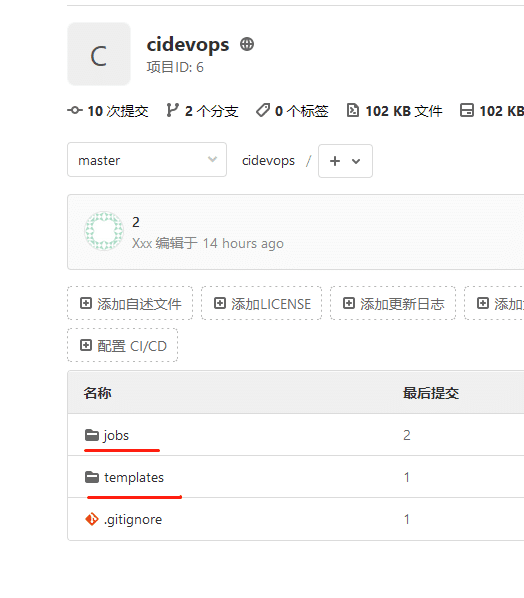 C
cidevops
项目ID: 6
10 次提交 2 个分支 0 个标签 102 KB 文件 102 KB
master cidevops / +
2
Xxx 编辑于 14 hours ago
添加自述文件 添加LICENSE 添加更新日志 添加
配置 CI/CD
名称 最后提交
jobs 2
templates 1
.gitignore 1